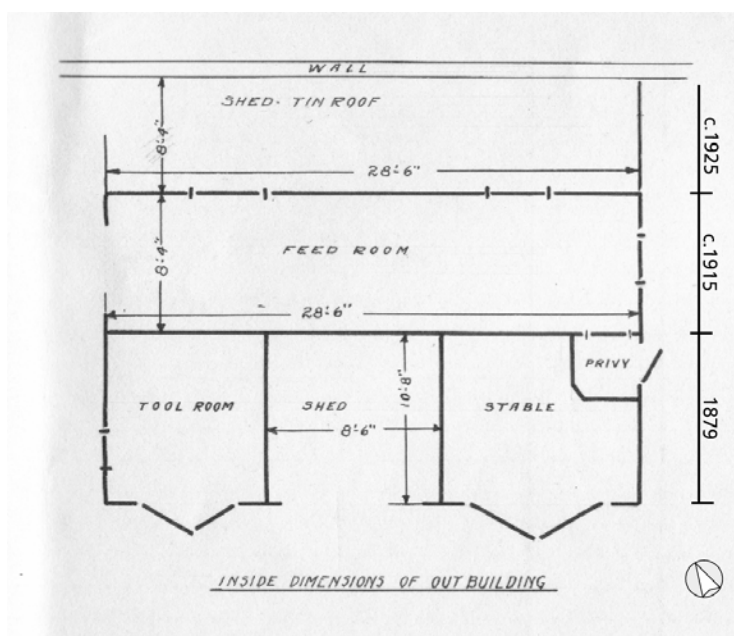 WALL
SHED- TIN ROOF
8'-4"
28'-6"
c.1925
FEED ROOM
8'-4"
c.1915
28'-6"
PRIVY
TOOL ROOM
SHED
10'-8"
STABLE
8'-6"
1879
INSIDE DIMENSIONS OF OUT BUILDING